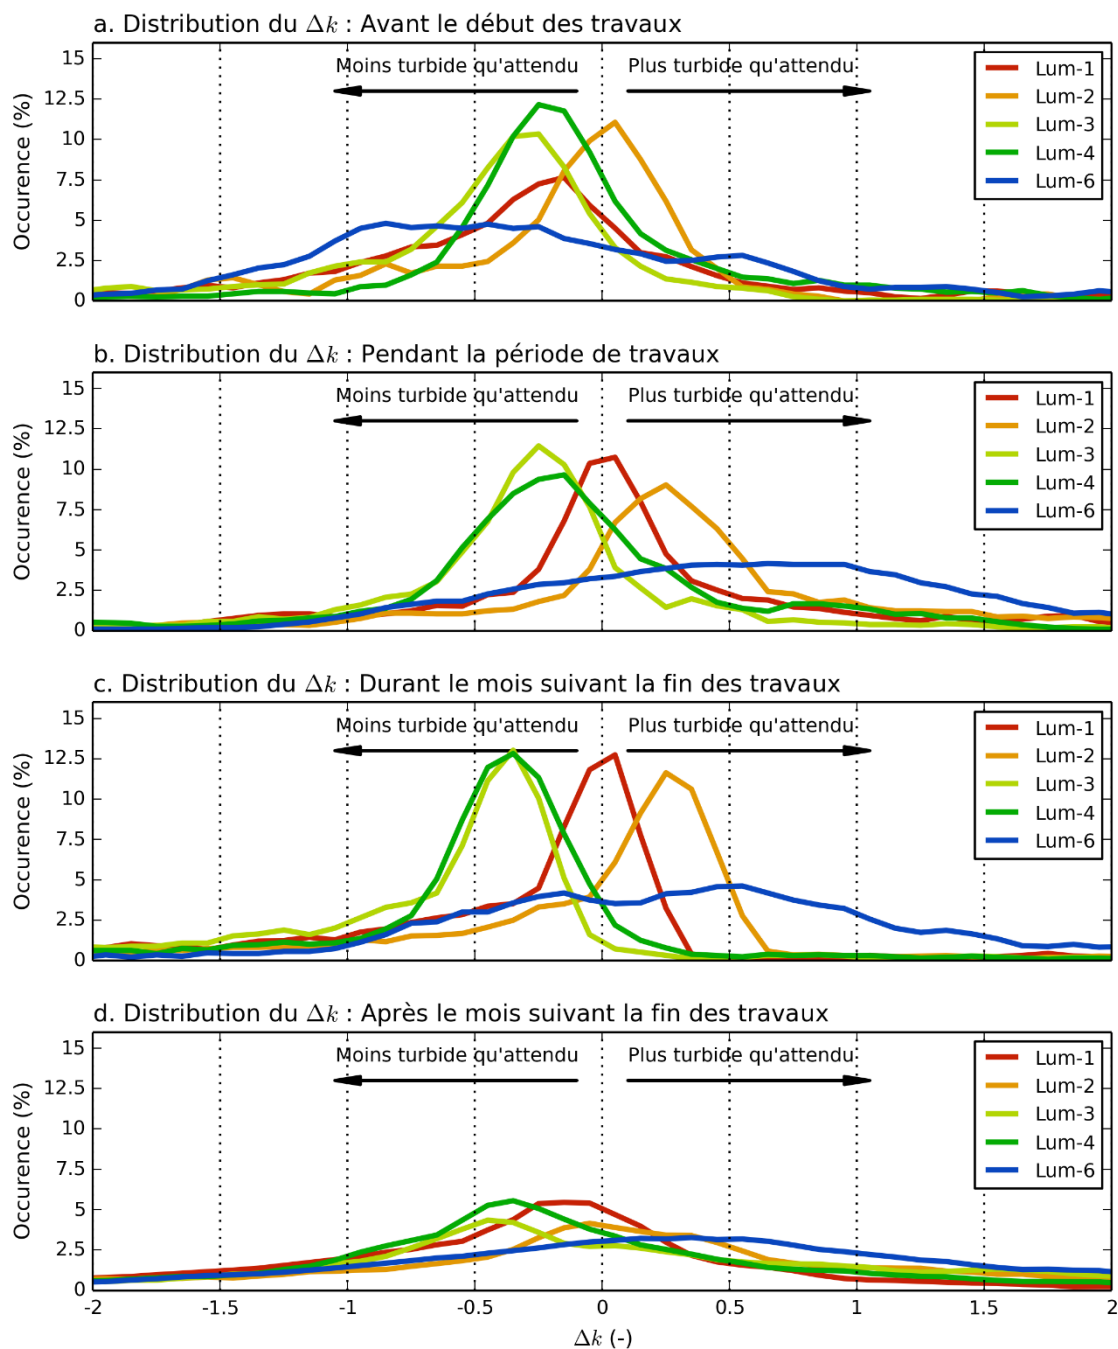 a. Distribution du Δk : Avant le début des travaux
15
12.5
10
7.5
5
2.5
0
Occurence (%)
Moins turbide qu'attendu
Plus turbide qu'attendu
Lum-1
Lum-2
Lum-3
Lum-4
Lum-6
b. Distribution du Δk : Pendant la période de travaux
15
12.5
10
7.5
5
2.5
0
Occurence (%)
Moins turbide qu'attendu
Plus turbide qu'attendu
Lum-1
Lum-2
Lum-3
Lum-4
Lum-6
c. Distribution du Δk : Durant le mois suivant la fin des travaux
15
12.5
10
7.5
5
2.5
0
Occurence (%)
Moins turbide qu'attendu
Plus turbide qu'attendu
Lum-1
Lum-2
Lum-3
Lum-4
Lum-6
d. Distribution du Δk : Après le mois suivant la fin des travaux
15
12.5
10
7.5
5
2.5
0
Occurence (%)
Moins turbide qu'attendu
Plus turbide qu'attendu
Lum-1
Lum-2
Lum-3
Lum-4
Lum-6
-2 -1.5 -1 -0.5 0 0.5 1 1.5 2
Δk (-)